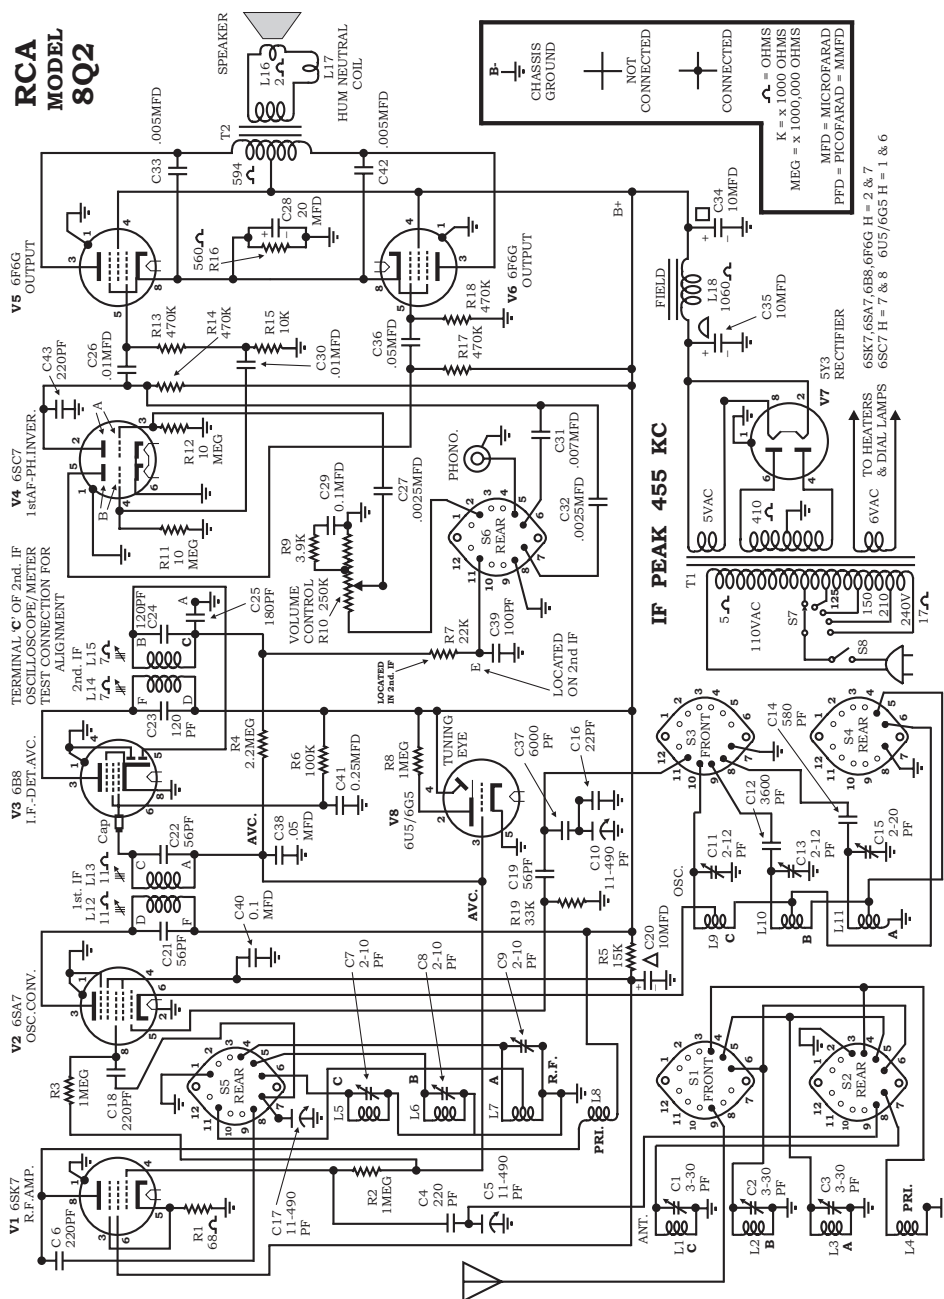 RCA
MODEL
8Q2
V1 6SK7
R.F.AMP.
V2 6SA7
OSC.CONV.
V3 6B8
I.F.-DET.AVC.
TERMINAL 'C' OF 2nd. IF
OSCILLOSCOPE/METER
TEST CONNECTION FOR
ALIGNMENT
V4 6SC7
1stAF-PH.INVER.
V5 6F6G
OUTPUT
C 6
220PF
R3
1MEG
C18
220PF
R1
68
C17
11-490
PF
1st. IF
L12
11
L13
11
C21
56PF
C22
56PF
Cap
2nd. IF
L14
7
L15
7
C23
120
PF
120PF
C24
C25
180PF
C43
220PF
C26
.01MFD
R13
470K
R14
470K
R15
10K
C30
.01MFD
R12
10
MEG
R11
10
MEG
560
R16
C28
20
MFD
C33
.005MFD
594
T2
C42
.005MFD
SPEAKER
L16
2
L17
HUM NEUTRAL
COIL
V6 6F6G
OUTPUT
C36
.05MFD
R17
470K
R18
470K
C40
0.1
MFD
AVC.
C38
.05
MFD
R4
2.2MEG
R6
100K
C41
0.25MFD
R8
1MEG
TUNING
EYE
V8
6U5/6G5
AVC.
R9
3.9K
C29
0.1MFD
VOLUME
CONTROL
R10 250K
C27
.0025MFD
LOCATED
IN 2nd. IF
R7
22K
E
C39
100PF
LOCATED
ON 2nd IF
S6
REAR
PHONO.
C31
.007MFD
C32
.0025MFD
S5
REAR
R2
1MEG
C4
220
PF
C5
11-490
PF
C7
2-10
PF
C8
2-10
PF
C9
2-10
PF
L5
C
L6
B
L7
A
R.F.
L8
PRI.
R5
15K
C20
10MFD
R19
33K
C19
56PF
C37
6000
PF
C16
22PF
C10
11-490
PF
B+
FIELD
L18
1060
C34
10MFD
C35
10MFD
IF PEAK 455 KC
ANT.
L1
C
C1
3-30
PF
L2
B
C2
3-30
PF
L3
A
C3
3-30
PF
L4
PRI.
S1
FRONT
S2
REAR
OSC.
L9
C
C11
2-12
PF
L10
B
C12
3600
PF
C13
2-12
PF
L11
A
C14
580
PF
C15
2-20
PF
S3
FRONT
S4
REAR
T1
5
110VAC
S7
125
150
210
240V
17
S8
5VAC
410
6VAC
V7 5Y3
RECTIFIER
TO HEATERS
& DIAL LAMPS
6SK7,6SA7,6B8,6F6G H = 2 & 7
6SC7 H = 7 & 8 6U5/6G5 H = 1 & 6
B-
CHASSIS
GROUND
NOT
CONNECTED
CONNECTED
= OHMS
K = x 1000 OHMS
MEG = x 1000,000 OHMS
MFD = MICROFARAD
PFD = PICOFARAD = MMFD